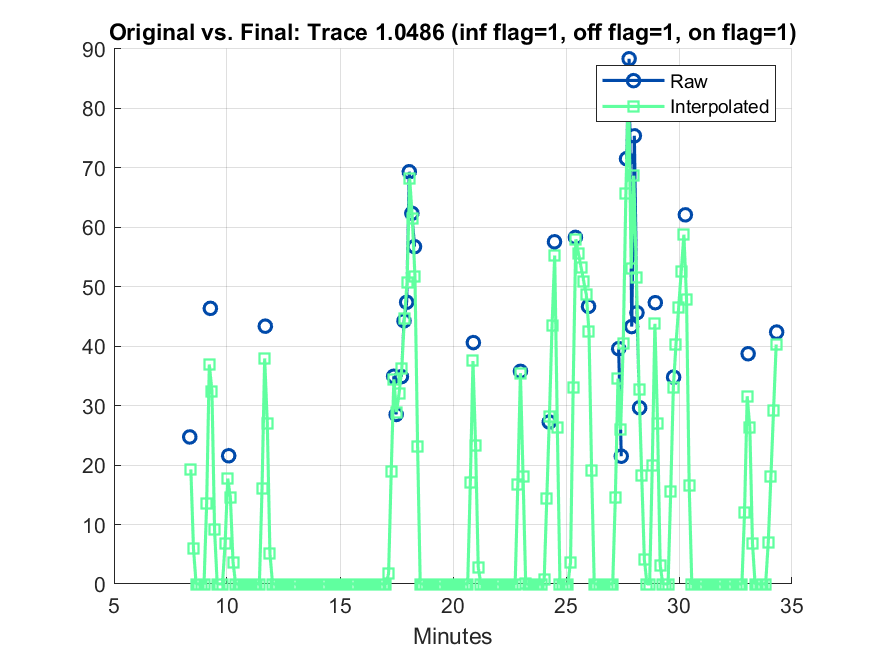 Original vs. Final: Trace 1.0486 (inf flag=1, off flag=1, on flag=1)
90
80
70
60
50
40
30
20
10
0
Raw
Interpolated
5 10 15 20 25 30 35
Minutes